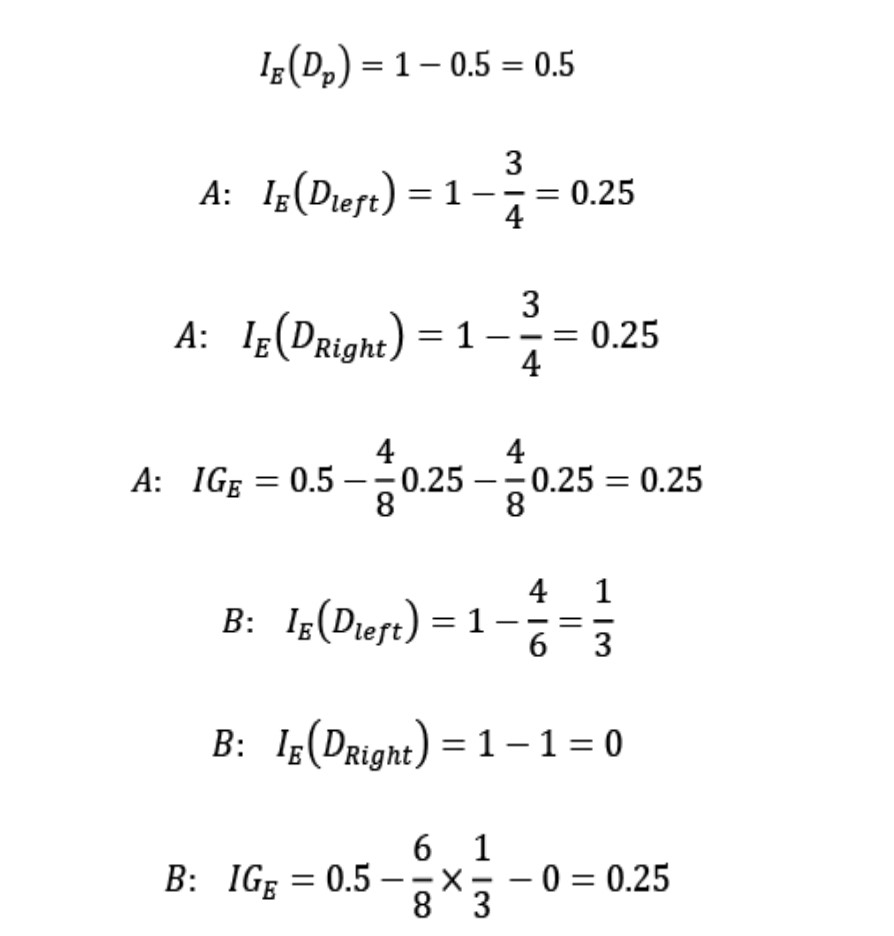 I_E(D_p) = 1 − 0.5 = 0.5
A: I_E(D_left) = 1 − 3/4 = 0.25
A: I_E(D_Right) = 1 − 3/4 = 0.25
A: IG_E = 0.5 − 4/8 0.25 − 4/8 0.25 = 0.25
B: I_E(D_left) = 1 − 4/6 = 1/3
B: I_E(D_Right) = 1 − 1 = 0
B: IG_E = 0.5 − 6/8 × 1/3 − 0 = 0.25